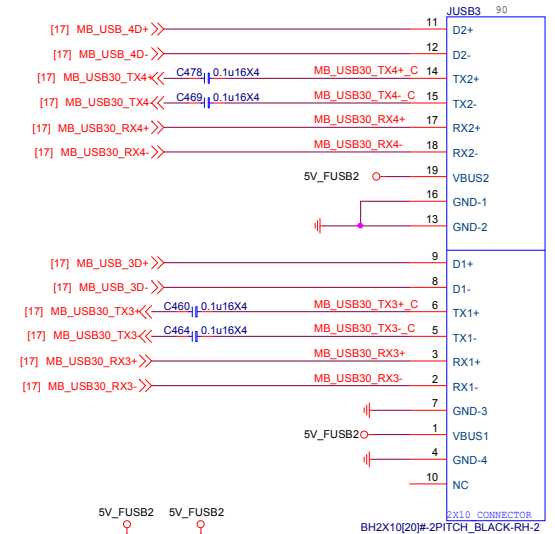 JUSB3 90
[17] MB_USB_4D+ 11 D2+
[17] MB_USB_4D- 12 D2-
[17] MB_USB30_TX4+ C478 0.1u16X4 MB_USB30_TX4+_C 14 TX2+
[17] MB_USB30_TX4- C469 0.1u16X4 MB_USB30_TX4-_C 15 TX2-
[17] MB_USB30_RX4+ MB_USB30_RX4+ 17 RX2+
[17] MB_USB30_RX4- MB_USB30_RX4- 18 RX2-
5V_FUSB2 19 VBUS2
16 GND-1
13 GND-2
[17] MB_USB_3D+ 9 D1+
[17] MB_USB_3D- 8 D1-
[17] MB_USB30_TX3+ C460 0.1u16X4 MB_USB30_TX3+_C 6 TX1+
[17] MB_USB30_TX3- C464 0.1u16X4 MB_USB30_TX3-_C 5 TX1-
[17] MB_USB30_RX3+ MB_USB30_RX3+ 3 RX1+
[17] MB_USB30_RX3- MB_USB30_RX3- 2 RX1-
7 GND-3
5V_FUSB2 1 VBUS1
4 GND-4
10 NC
5V_FUSB2 5V_FUSB2
2X10 CONNECTOR
BH2X10[20]#-2PITCH_BLACK-RH-2